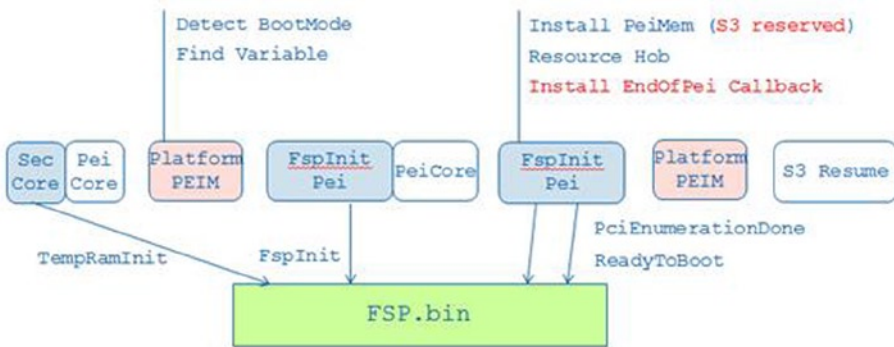 Detect BootMode
Find Variable
Install PeiMem (S3 reserved)
Resource Hob
Install EndOfPei Callback
Sec Core
Pei Core
Platform PEIM
FspInit Pei
PeiCore
FspInit Pei
Platform PEIM
S3 Resume
TempRamInit
FspInit
PciEnumerationDone
ReadyToBoot
FSP.bin